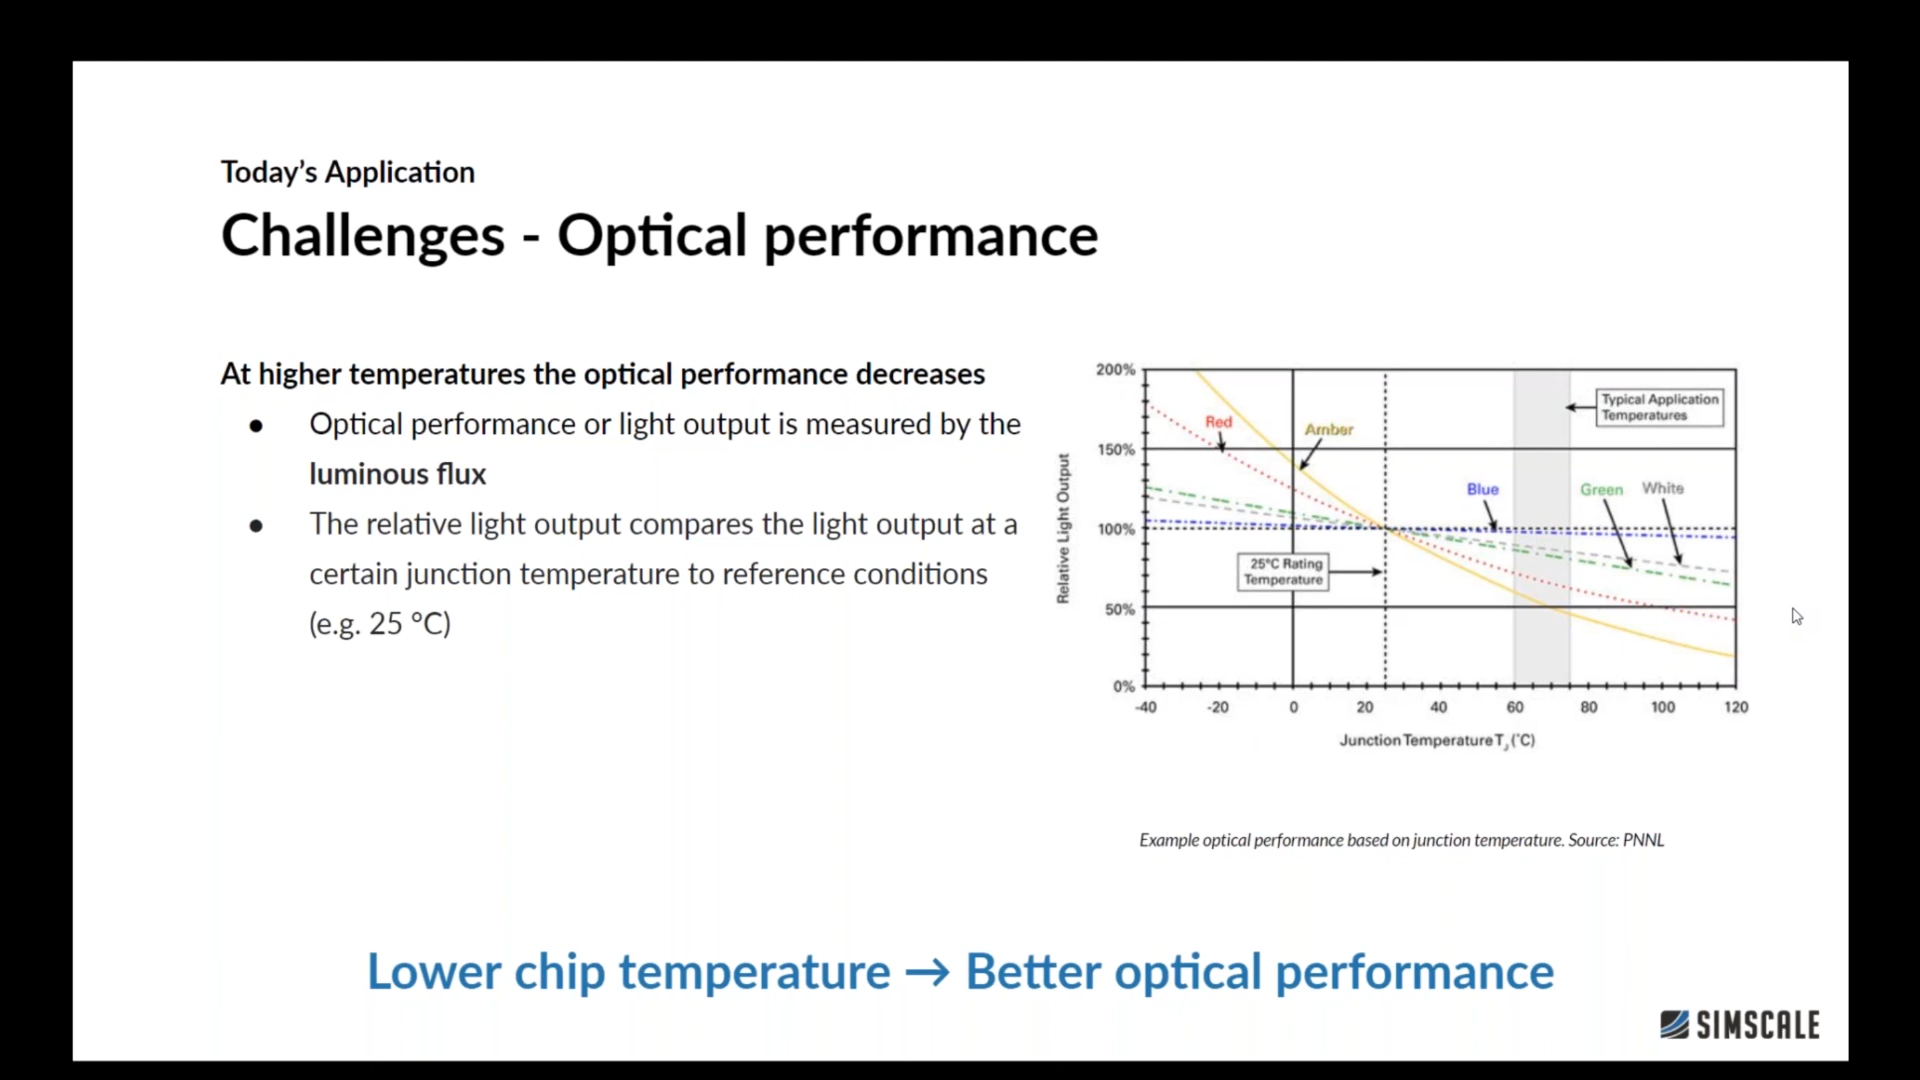 Today's Application
Challenges - Optical performance
At higher temperatures the optical performance decreases
● Optical performance or light output is measured by the
luminous flux
● The relative light output compares the light output at a
certain junction temperature to reference conditions
(e.g. 25 °C)
Relative Light Output
200%
150%
100%
50%
0%
Red
Amber
Blue
Green
White
Typical Application
Temperatures
25°C Rating
Temperature
-40 -20 0 20 40 60 80 100 120
Junction Temperature TJ (°C)
Example optical performance based on junction temperature. Source: PNNL
Lower chip temperature → Better optical performance
SIMSCALE